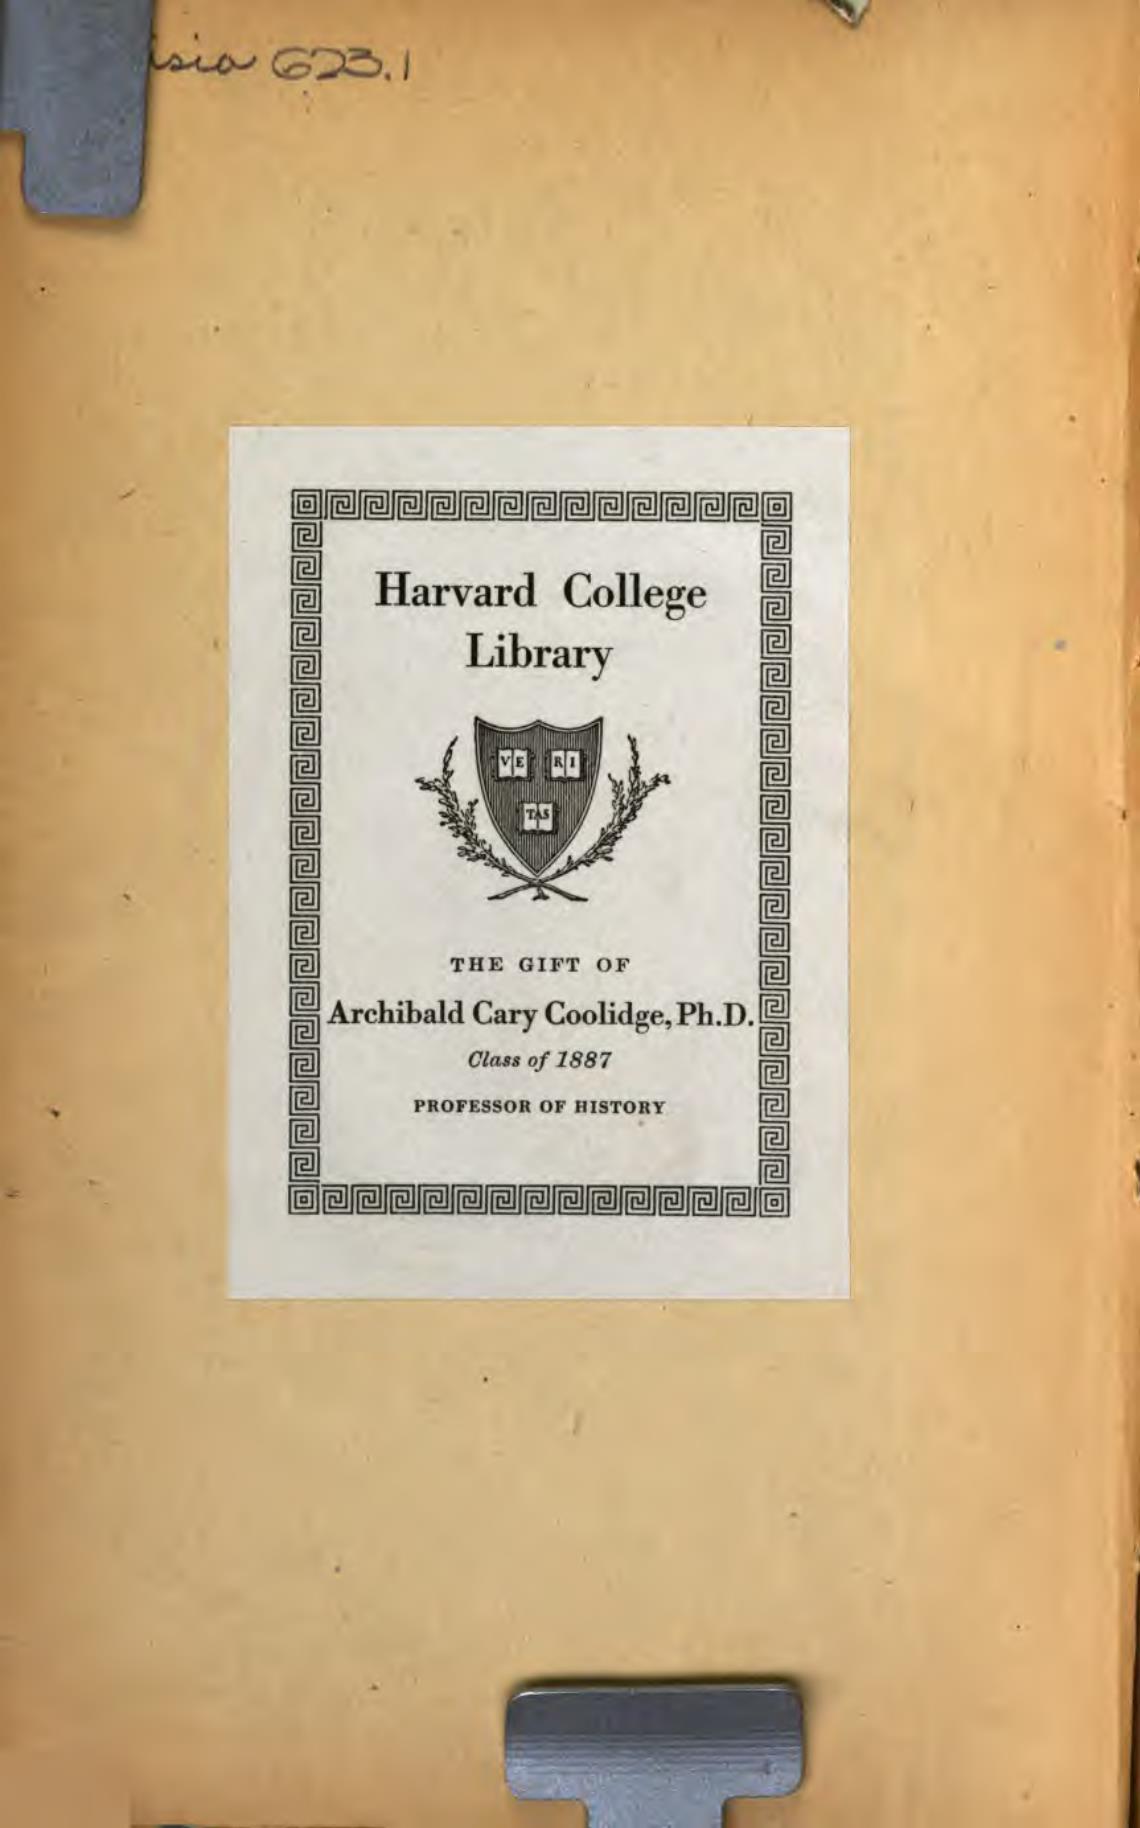 623.1
Harvard College
Library
VE RI
TAS
THE GIFT OF
Archibald Cary Coolidge, Ph.D.
Class of 1887
PROFESSOR OF HISTORY